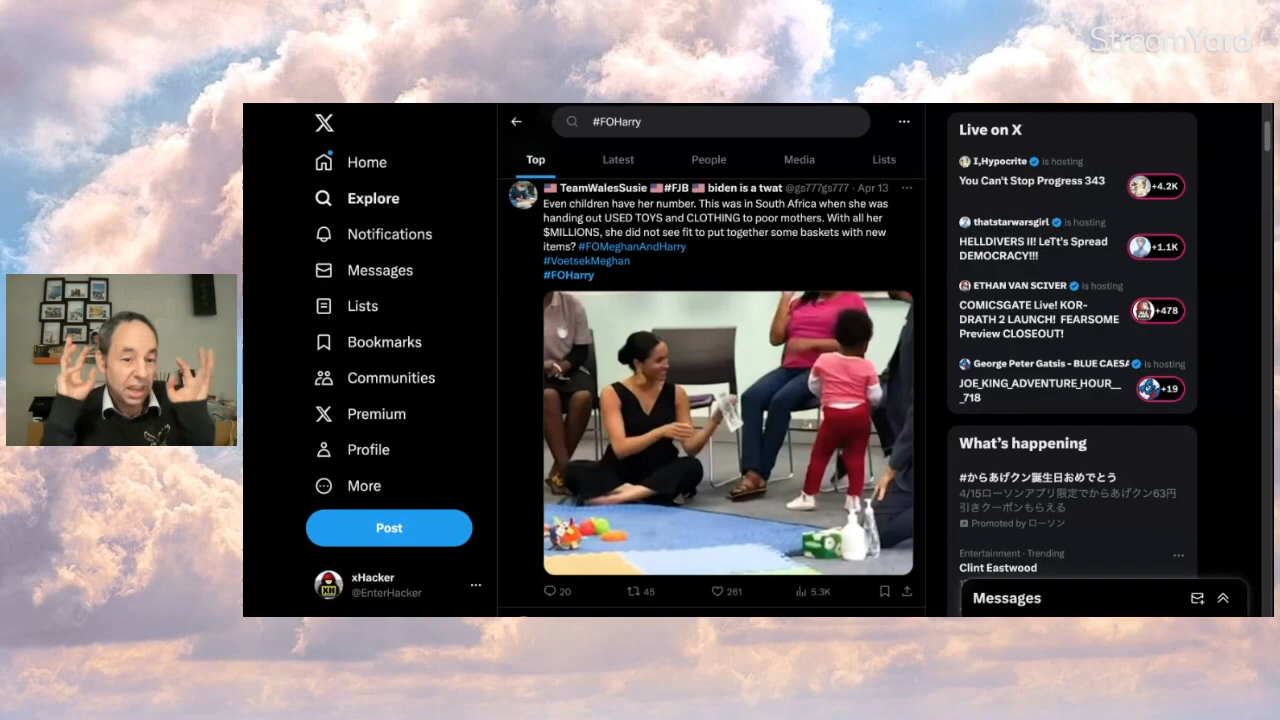 StreamYard
#FOHarry
Home
Explore
Notifications
Messages
Lists
Bookmarks
Communities
Premium
Profile
More
Post
xHacker
@EnterHacker
Top
Latest
People
Media
Lists
TeamWalesSusie #FJB biden is a twat @gs777gs777 · Apr 13
Even children have her number. This was in South Africa when she was
handing out USED TOYS and CLOTHING to poor mothers. With all her
$MILLIONS, she did not see fit to put together some baskets with new
items? #FOMeghanAndHarry
#VoetsekMeghan
#FOHarry
20
45
261
5.3K
Live on X
I,Hypocrite is hosting
You Can't Stop Progress 343
+4.2K
thatstarwarsgirl is hosting
HELLDIVERS II! LeTt's Spread
DEMOCRACY!!!
+1.1K
ETHAN VAN SCIVER is hosting
COMICSGATE Live! KOR-
DRATH 2 LAUNCH! FEARSOME
Preview CLOSEOUT!
+478
George Peter Gatsis – BLUE CAESA is hosting
JOE_KING_ADVENTURE_HOUR__
_718
+19
What's happening
#からあげクン誕生日おめでとう
4/15ローソンアプリ限定でからあげクン63円
引きクーポンもらえる
Promoted by ローソン
Entertainment · Trending
Clint Eastwood
Messages